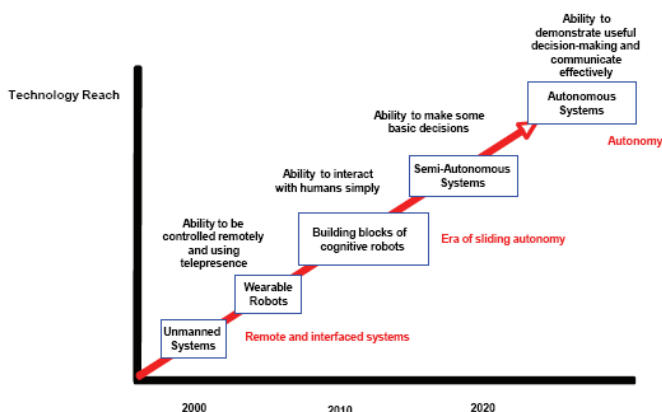 Ability to
demonstrate useful
decision-making and
communicate
effectively
Technology Reach
Autonomous
Systems
Ability to make some
basic decisions
Autonomy
Semi-Autonomous
Systems
Ability to interact
with humans simply
Building blocks of
cognitive robots
Era of sliding autonomy
Ability to be
controlled remotely
and using
telepresence
Wearable
Robots
Unmanned
Systems
Remote and interfaced systems
2000
2010
2020